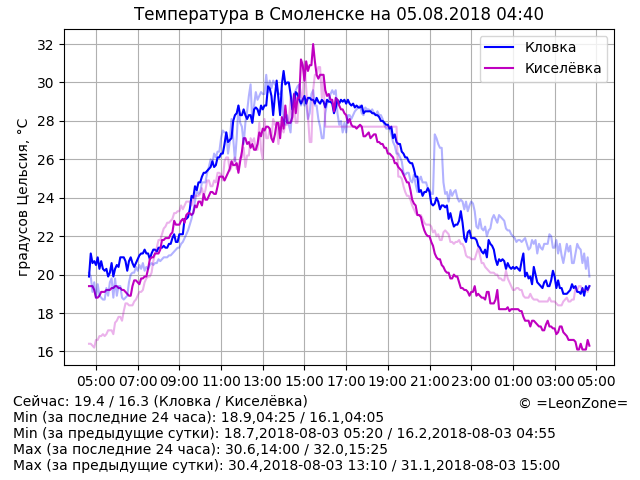 Температура в Смоленске на 05.08.2018 04:40
градусов Цельсия, °C
32
30
28
26
24
22
20
18
16
Кловка
Киселёвка
05:00 07:00 09:00 11:00 13:00 15:00 17:00 19:00 21:00 23:00 01:00 03:00 05:00
Сейчас: 19.4 / 16.3 (Кловка / Киселёвка)
© =LeonZone=
Min (за последние 24 часа): 18.9,04:25 / 16.1,04:05
Min (за предыдущие сутки): 18.7,2018-08-03 05:20 / 16.2,2018-08-03 04:55
Max (за последние 24 часа): 30.6,14:00 / 32.0,15:25
Max (за предыдущие сутки): 30.4,2018-08-03 13:10 / 31.1,2018-08-03 15:00